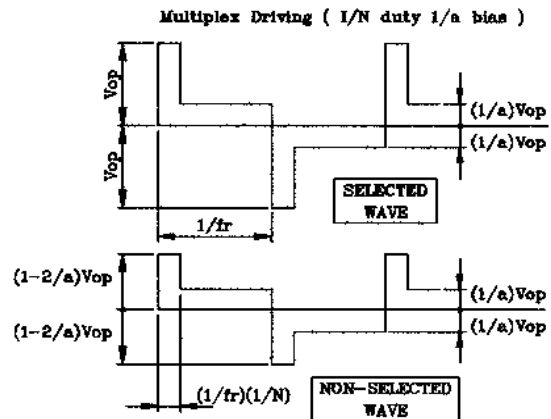 Multiplex Driving ( I/N duty 1/a bias )
Vop
(1/a)Vop
(1/a)Vop
Vop
SELECTED
WAVE
1/fr
(1-2/a)Vop
(1/a)Vop
(1-2/a)Vop
(1/a)Vop
(1/fr)(1/N)
NON-SELECTED
WAVE